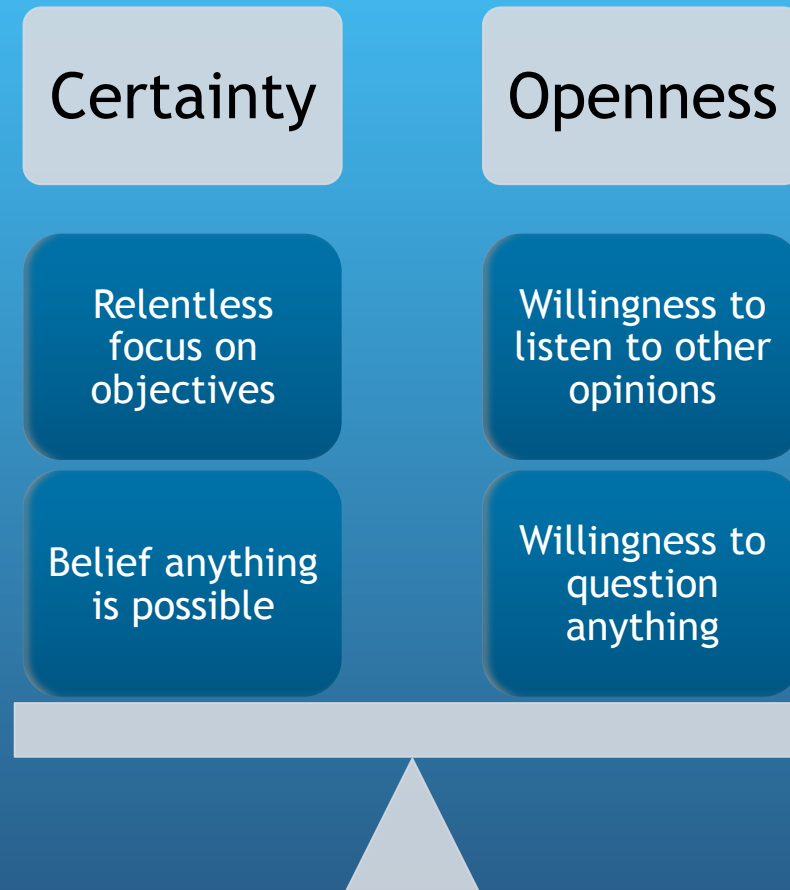 Certainty
Relentless
focus on
objectives
Belief anything
is possible
Openness
Willingness to
listen to other
opinions
Willingness to
question
anything